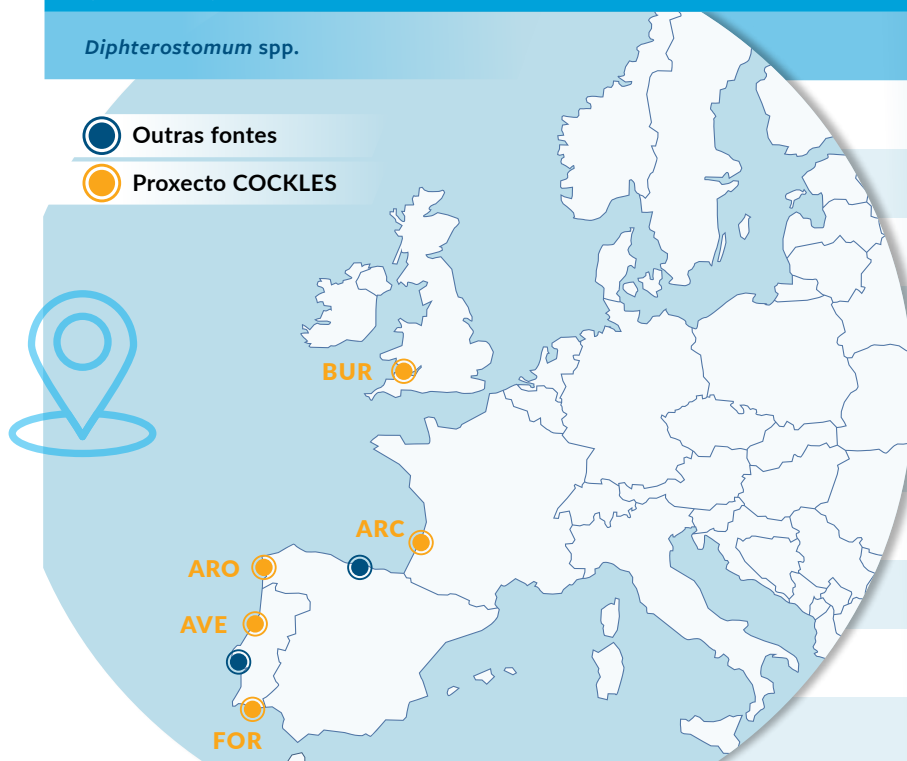 Diphterostomum spp.
Outras fontes
Proxecto COCKLES
BUR
ARC
ARO
AVE
FOR